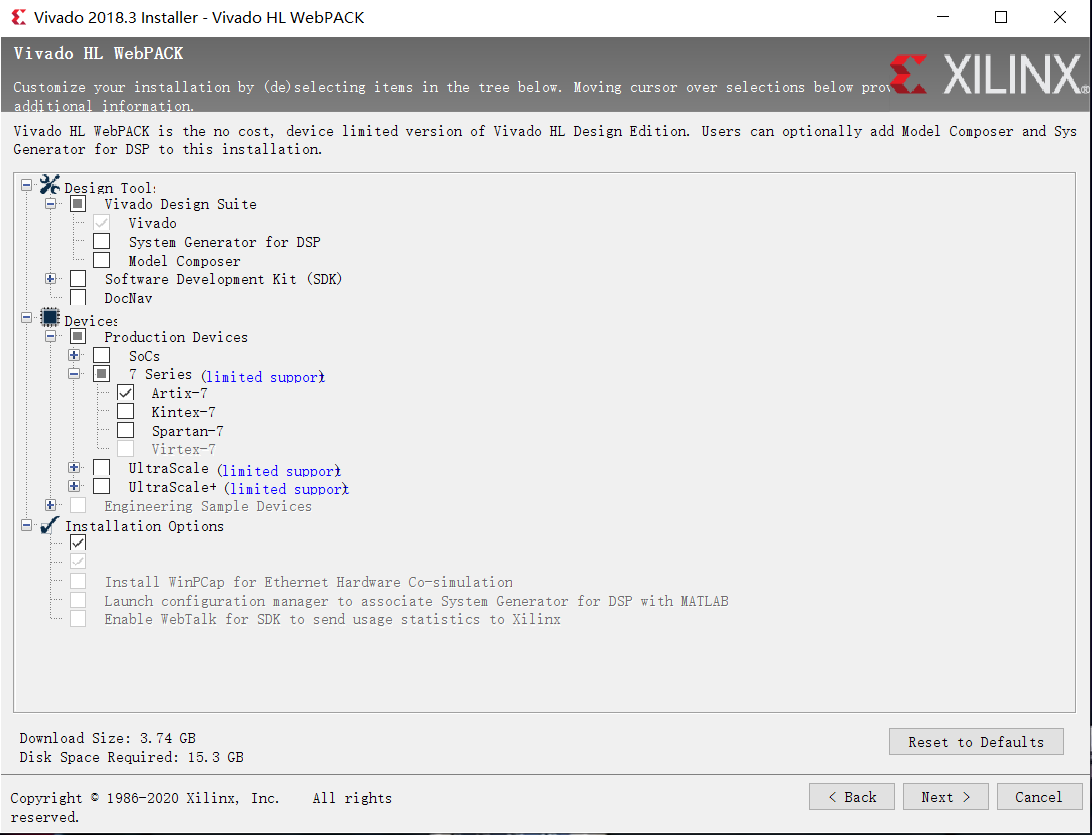 Vivado 2018.3 Installer - Vivado HL WebPACK
Vivado HL WebPACK
Customize your installation by (de)selecting items in the tree below. Moving cursor over selections below prov
additional information.
XILINX®
Vivado HL WebPACK is the no cost, device limited version of Vivado HL Design Edition. Users can optionally add Model Composer and Sys
Generator for DSP to this installation.
Design Tool:
Vivado Design Suite
Vivado
System Generator for DSP
Model Composer
Software Development Kit (SDK)
DocNav
Devices
Production Devices
SoCs
7 Series (limited support)
Artix-7
Kintex-7
Spartan-7
Virtex-7
UltraScale (limited support)
UltraScale+ (limited support)
Engineering Sample Devices
Installation Options
Install WinPCap for Ethernet Hardware Co-simulation
Launch configuration manager to associate System Generator for DSP with MATLAB
Enable WebTalk for SDK to send usage statistics to Xilinx
Download Size: 3.74 GB
Disk Space Required: 15.3 GB
Reset to Defaults
Copyright © 1986-2020 Xilinx, Inc. All rights
reserved.
< Back
Next >
Cancel